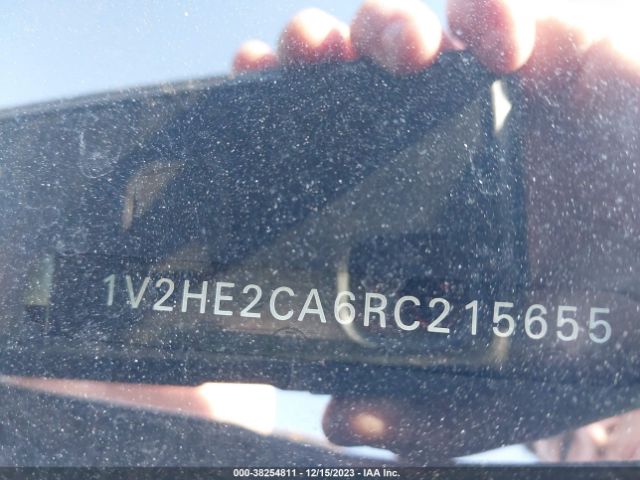 1V2HE2CA6RC215655
000-38254811 - 12/15/2023 - IAA Inc.